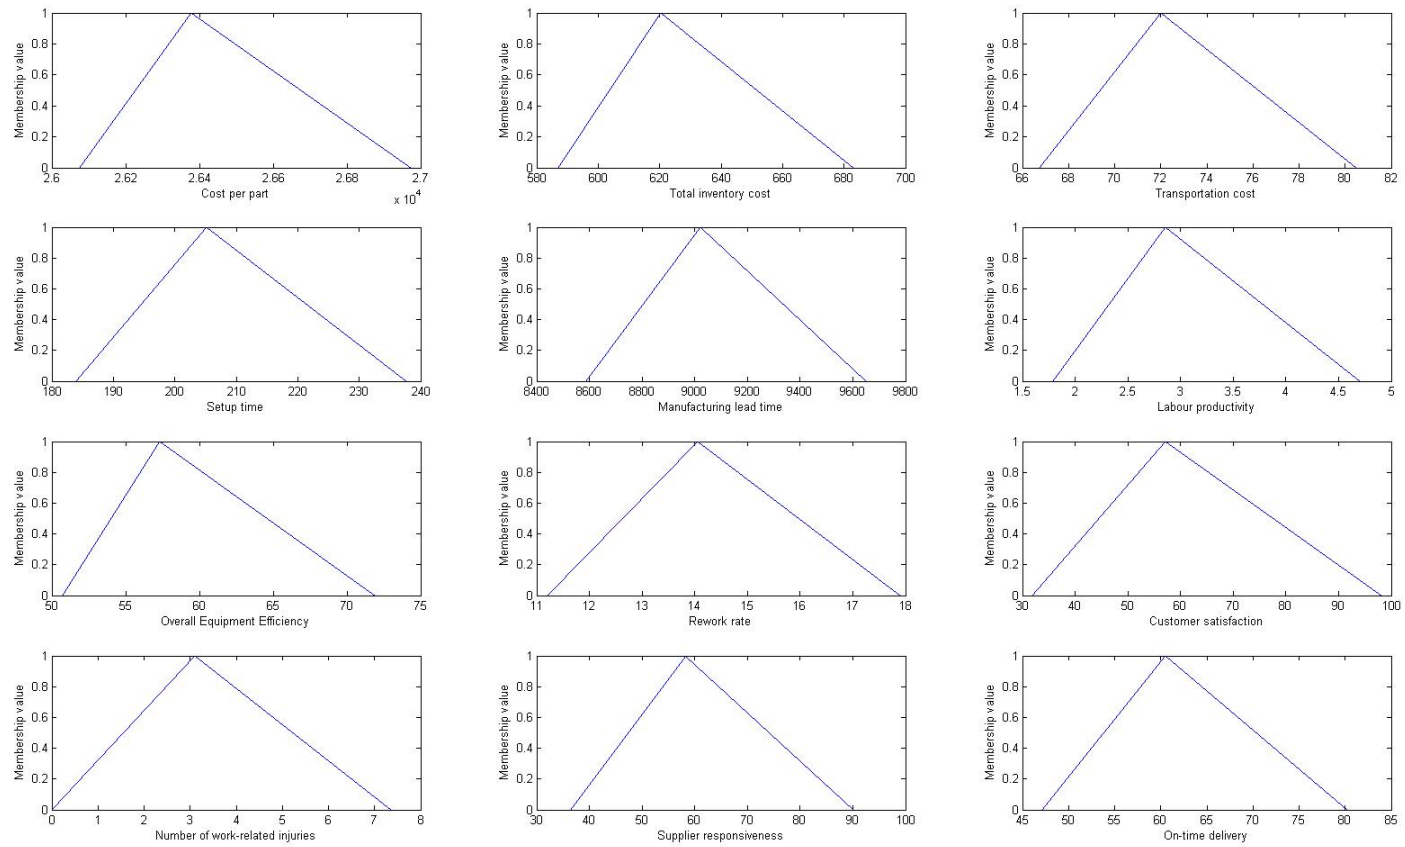 1
0.8
0.6
0.4
0.2
0
Membership value
2.6 2.62 2.64 2.66 2.68 2.7
Cost per part
x 10^4
1
0.8
0.6
0.4
0.2
0
Membership value
580 600 620 640 660 680 700
Total inventory cost
1
0.8
0.6
0.4
0.2
0
Membership value
66 68 70 72 74 76 78 80 82
Transportation cost
1
0.8
0.6
0.4
0.2
0
Membership value
180 190 200 210 220 230 240
Setup time
1
0.8
0.6
0.4
0.2
0
Membership value
8400 8600 8800 9000 9200 9400 9600 9800
Manufacturing lead time
1
0.8
0.6
0.4
0.2
0
Membership value
1.5 2 2.5 3 3.5 4 4.5 5
Labour productivity
1
0.8
0.6
0.4
0.2
0
Membership value
50 55 60 65 70 75
Overall Equipment Efficiency
1
0.8
0.6
0.4
0.2
0
Membership value
11 12 13 14 15 16 17 18
Rework rate
1
0.8
0.6
0.4
0.2
0
Membership value
30 40 50 60 70 80 90 100
Customer satisfaction
1
0.8
0.6
0.4
0.2
0
Membership value
0 1 2 3 4 5 6 7 8
Number of work-related injuries
1
0.8
0.6
0.4
0.2
0
Membership value
30 40 50 60 70 80 90 100
Supplier responsiveness
1
0.8
0.6
0.4
0.2
0
Membership value
45 50 55 60 65 70 75 80 85
On-time delivery